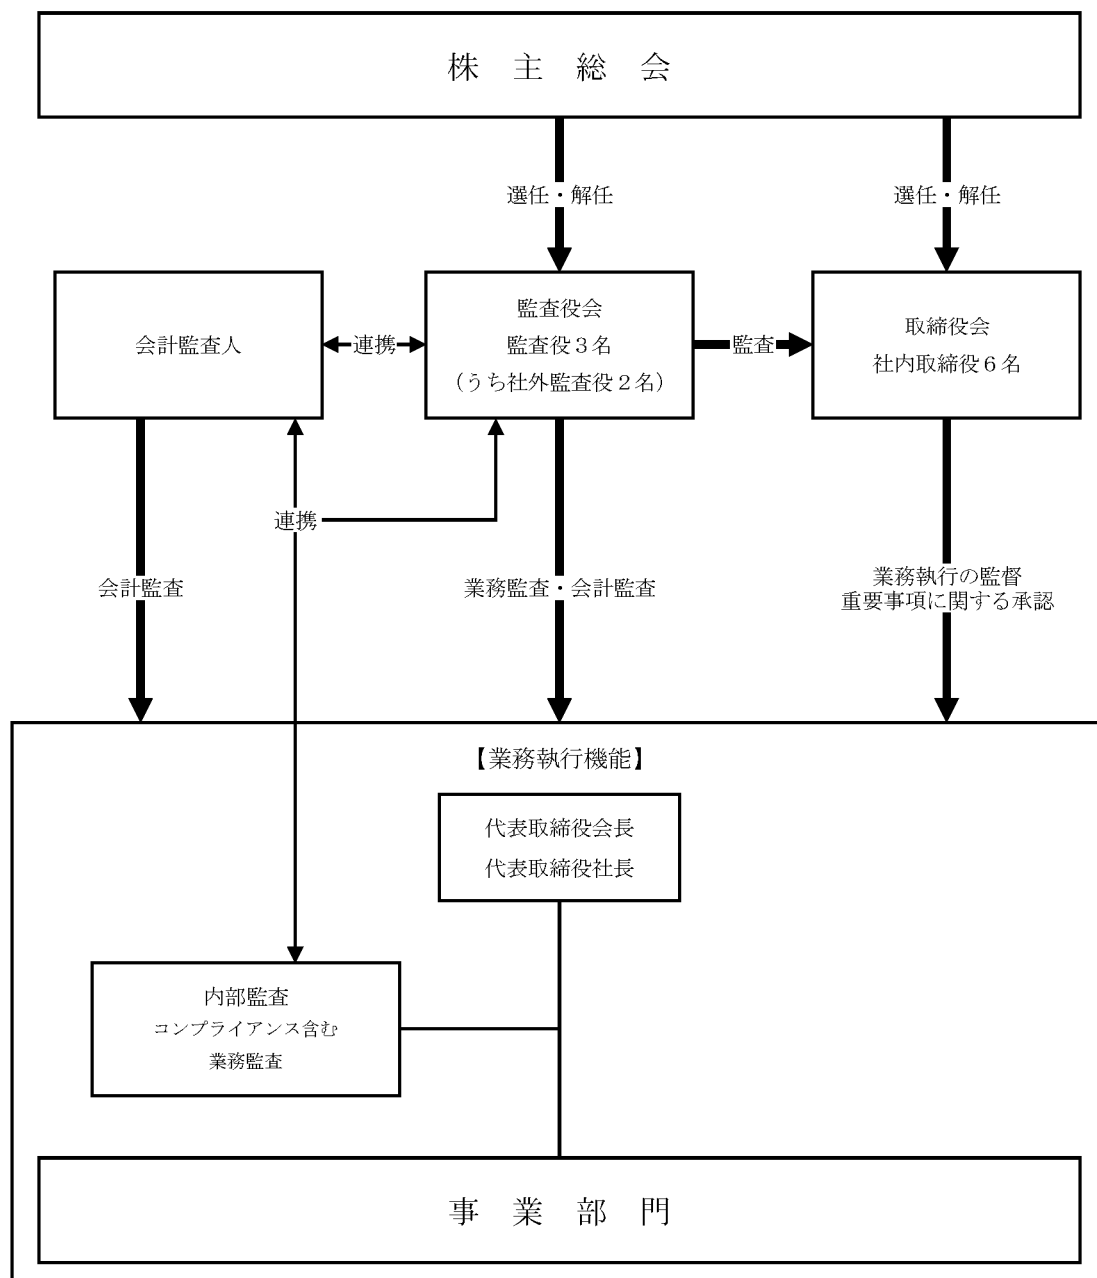 株主総会
選任・解任
選任・解任
会計監査人
連携
監査役会
監査役３名
（うち社外監査役２名）
監査
取締役会
社内取締役６名
連携
会計監査
業務監査・会計監査
業務執行の監督
重要事項に関する承認
【業務執行機能】
代表取締役会長
代表取締役社長
内部監査
コンプライアンス含む
業務監査
事業部門